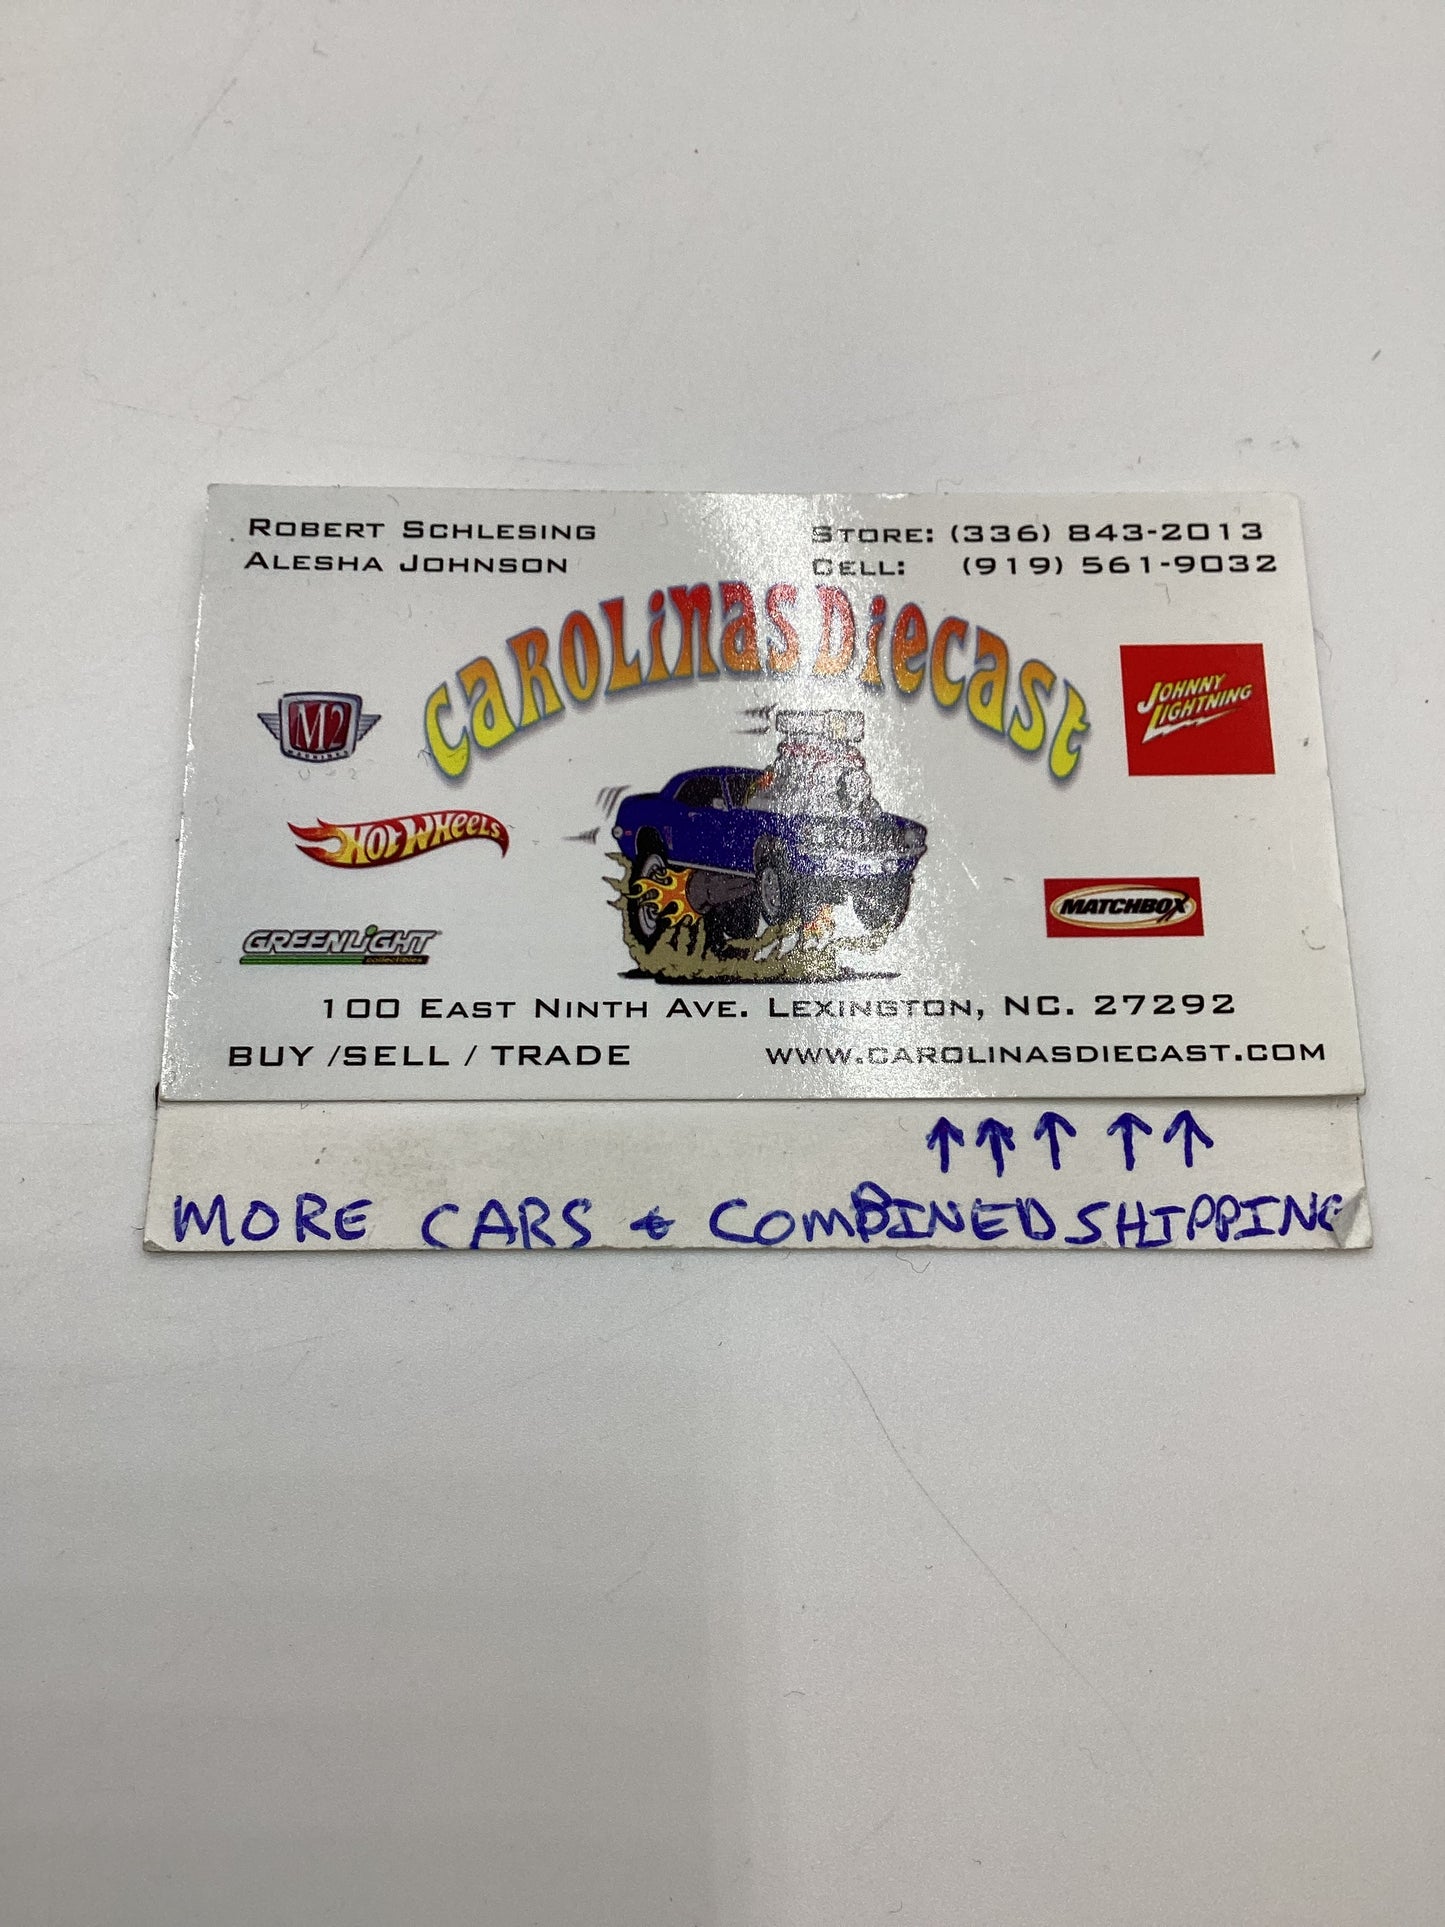 ROBERT SCHLESING
ALESHA JOHNSON
STORE: (336) 843-2013
CELL: (919) 561-9032
CAROLINAS DIECAST
M2
MACHINES
JOHNNY
LIGHTNING
HOT WHEELS
MATCHBOX
GREENLIGHT
collectibles
100 EAST NINTH AVE. LEXINGTON, NC. 27292
BUY /SELL / TRADE
WWW.CAROLINASDIECAST.COM
↑↑↑ ↑↑
MORE CARS & COMBINED SHIPPING